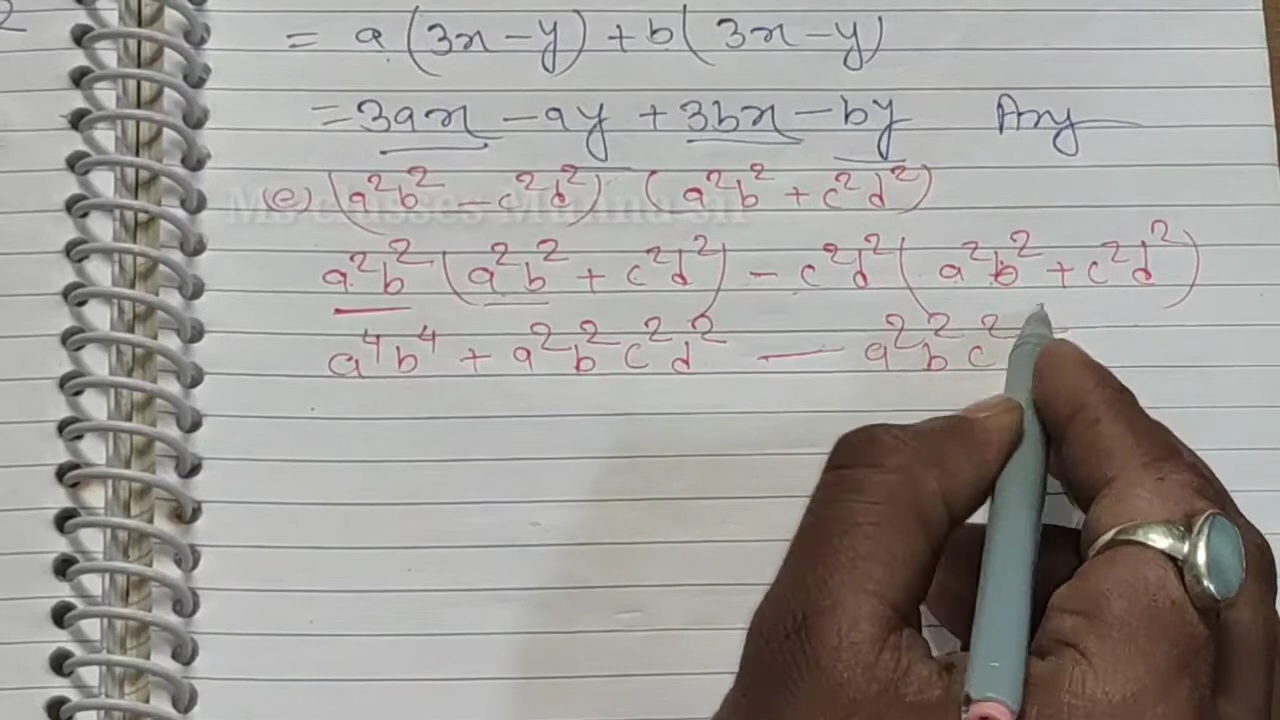 2
= a(3x-y)+b(3x-y)
=3ax-ay+3bx-by Ans
(e) (a²b²-c²d²) (a²b²+c²d²)
a²b²(a²b²+c²d²)-c²d²(a²b²+c²d²)
a⁴b⁴+a²b²c²d² - a²b²c²